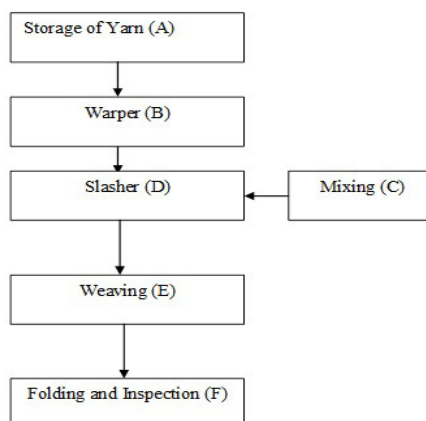 Storage of Yarn (A)
Warper (B)
Slasher (D)
Mixing (C)
Weaving (E)
Folding and Inspection (F)